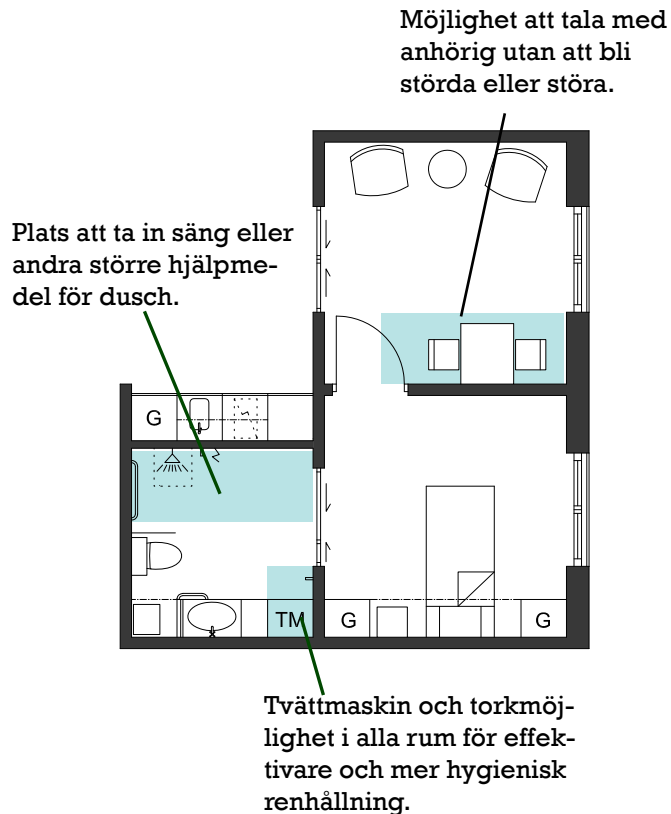 Möjlighet att tala med
anhörig utan att bli
störda eller störa.
Plats att ta in säng eller
andra större hjälpme-
del för dusch.
G
TM
G
G
Tvättmaskin och torkmöj-
lighet i alla rum för effek-
tivare och mer hygienisk
renhållning.